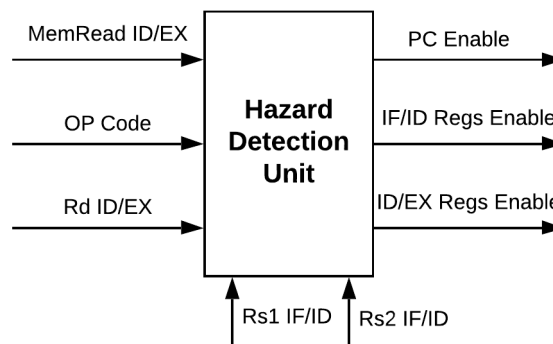 MemRead ID/EX
OP Code
Rd ID/EX
Hazard
Detection
Unit
PC Enable
IF/ID Regs Enable
ID/EX Regs Enable
Rs1 IF/ID
Rs2 IF/ID